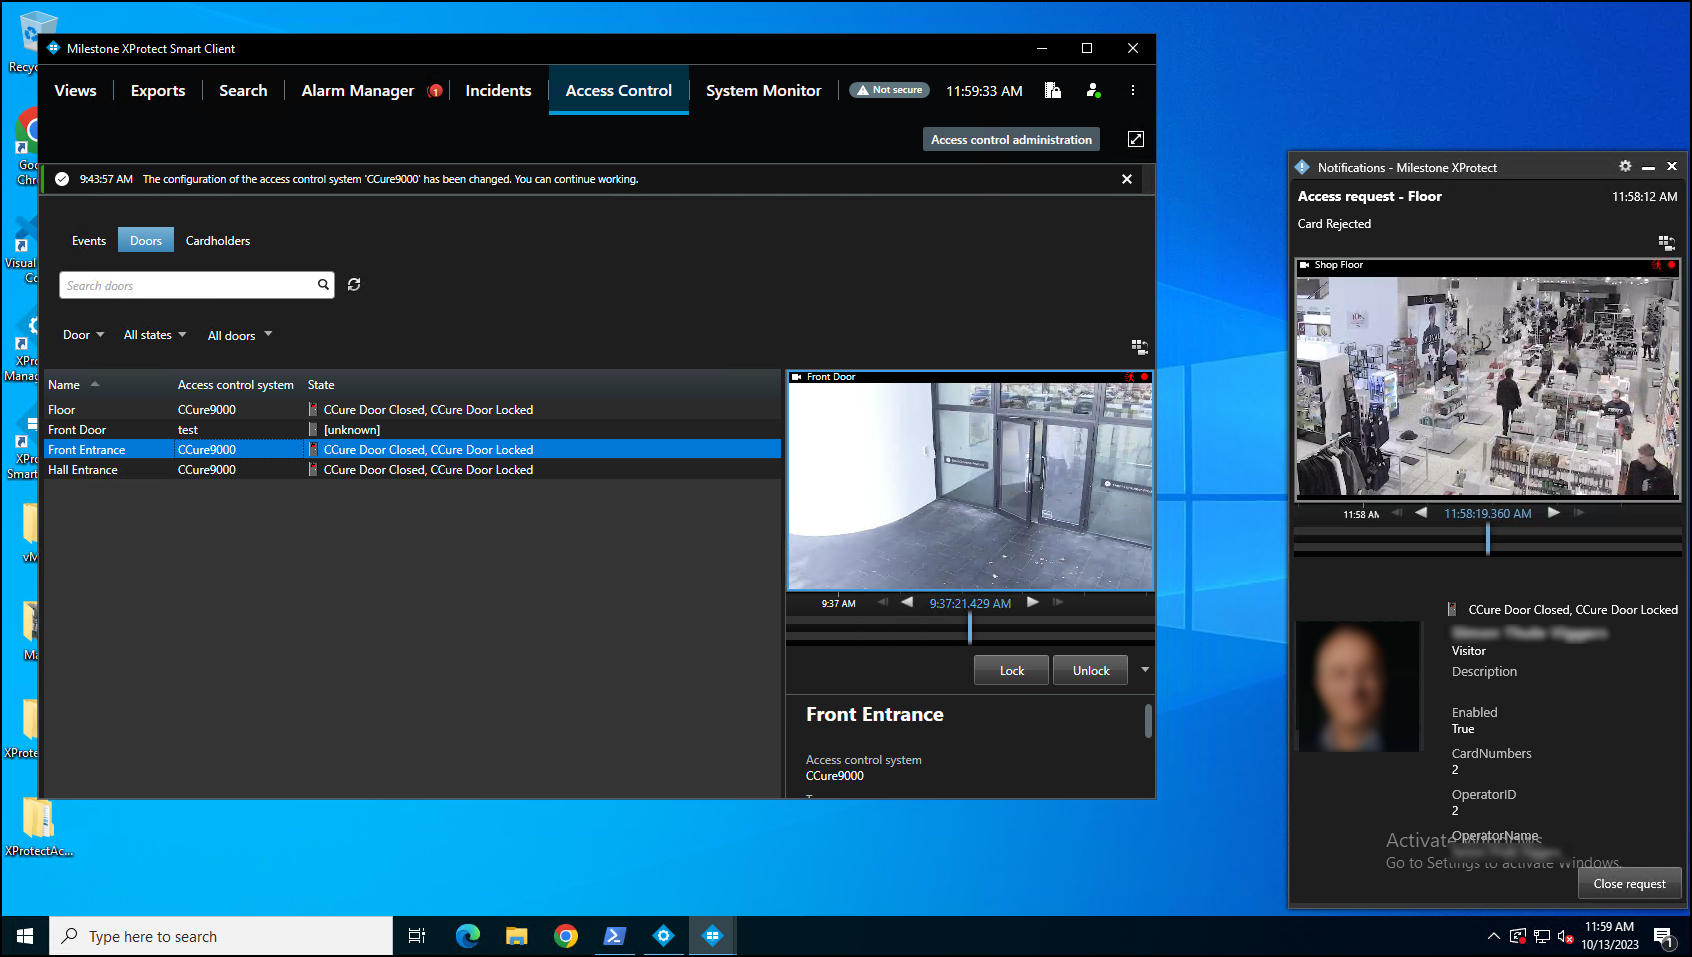 Recyc
Goo
Chr
Visual
Co
XPro
Manag
XPro
Smart
vM
Ma
XProte
XProtectAc...
Milestone XProtect Smart Client
Views
Exports
Search
Alarm Manager
1
Incidents
Access Control
System Monitor
Not secure
11:59:33 AM
Access control administration
9:43:57 AM The configuration of the access control system 'CCure9000' has been changed. You can continue working.
Events
Doors
Cardholders
Search doors
Door
All states
All doors
Name Access control system State
Floor CCure9000 CCure Door Closed, CCure Door Locked
Front Door test [unknown]
Front Entrance CCure9000 CCure Door Closed, CCure Door Locked
Hall Entrance CCure9000 CCure Door Closed, CCure Door Locked
Front Door
9:37 AM
9:37:21.429 AM
Lock
Unlock
Front Entrance
Access control system
CCure9000
Notifications - Milestone XProtect
Access request - Floor
11:58:12 AM
Card Rejected
Shop Floor
11:58 AM
11:58:19.360 AM
CCure Door Closed, CCure Door Locked
Visitor
Description
Enabled
True
CardNumbers
2
OperatorID
2
OperatorName
Activate Windows
Go to Settings to activate Windows.
Close request
Type here to search
11:59 AM
10/13/2023
1